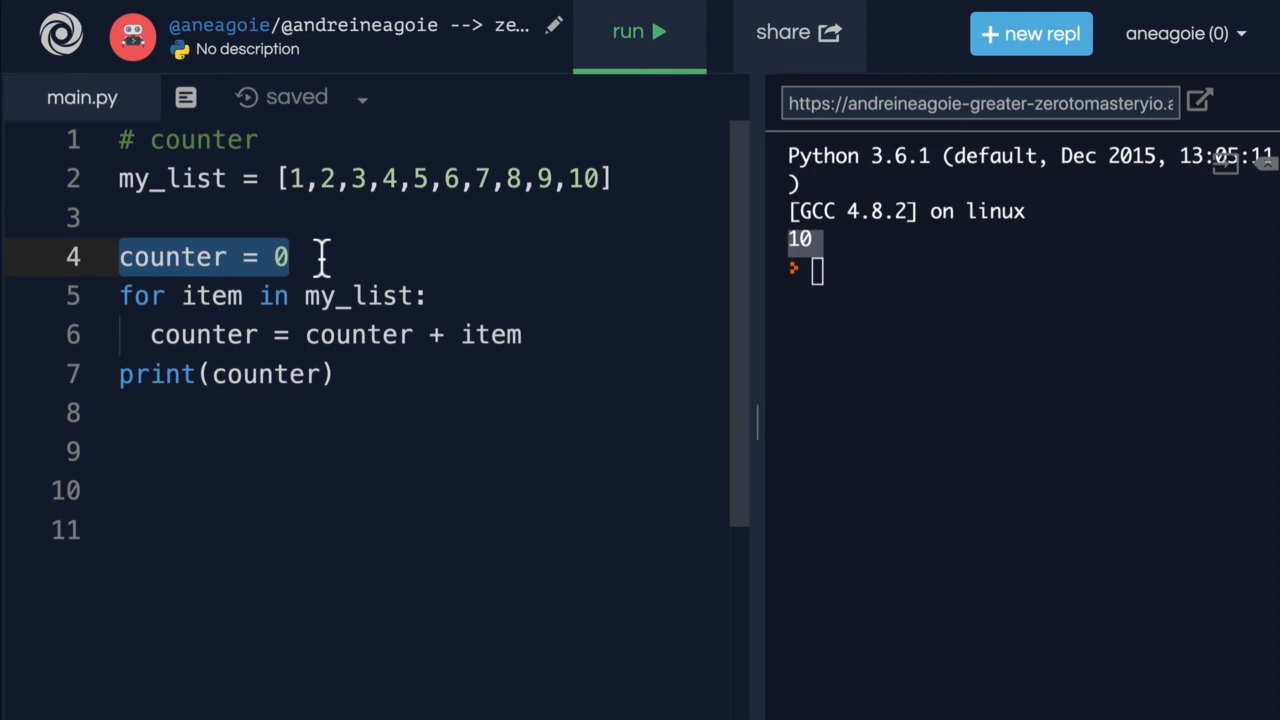 @aneagoie/@andreineagoie --> ze...
No description
run
share
+ new repl
aneagoie (0)
main.py
saved
1 # counter
2 my_list = [1,2,3,4,5,6,7,8,9,10]
3
4 counter = 0
5 for item in my_list:
6 counter = counter + item
7 print(counter)
8
9
10
11
https://andreineagoie-greater-zerotomasteryio.a
Python 3.6.1 (default, Dec 2015, 13:05:11
)
[GCC 4.8.2] on linux
10